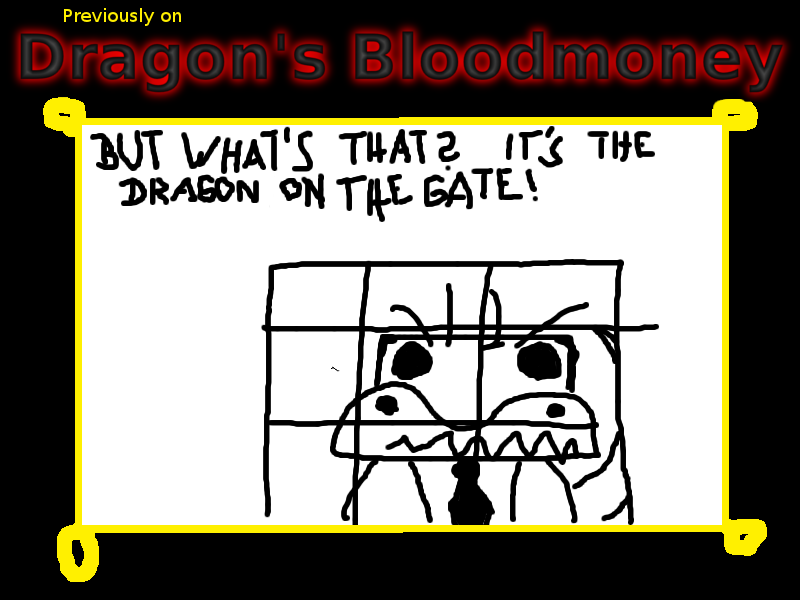 Previously on
Dragon's Bloodmoney
BUT WHAT'S THAT? IT'S THE
DRAGON ON THE GATE!